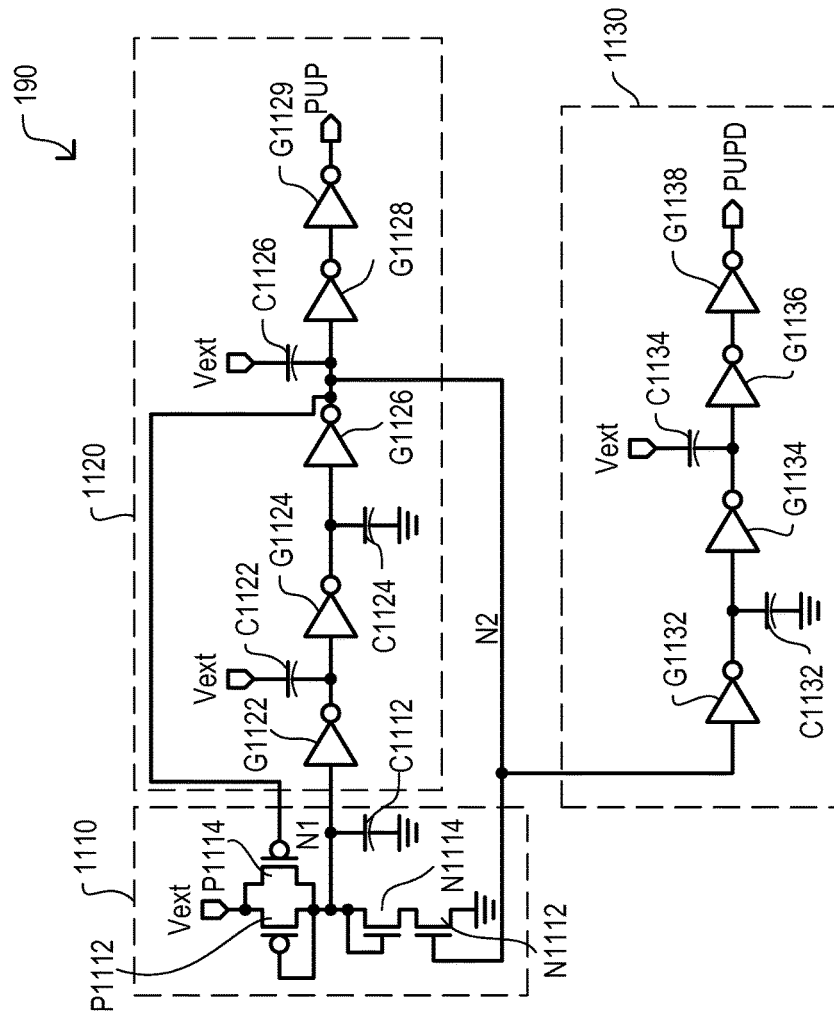 190
1110
1120
1130
P1112
Vext
P1114
N1
N1114
N1112
C1112
G1122
Vext
C1122
G1124
C1124
G1126
Vext
C1126
G1128
G1129
PUP
N2
G1132
C1132
G1134
Vext
C1134
G1136
G1138
PUPD